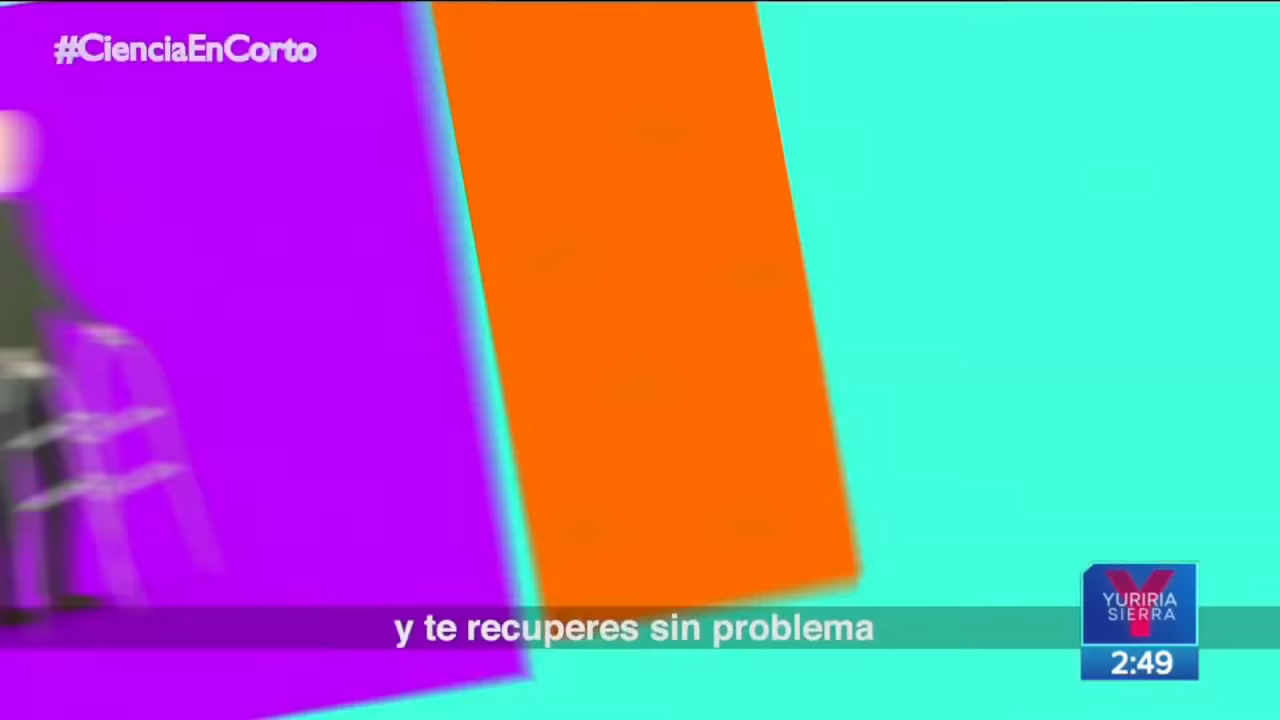 #CienciaEnCorto
y te recuperes sin problema
YURIRIA
SIERRA
2:49